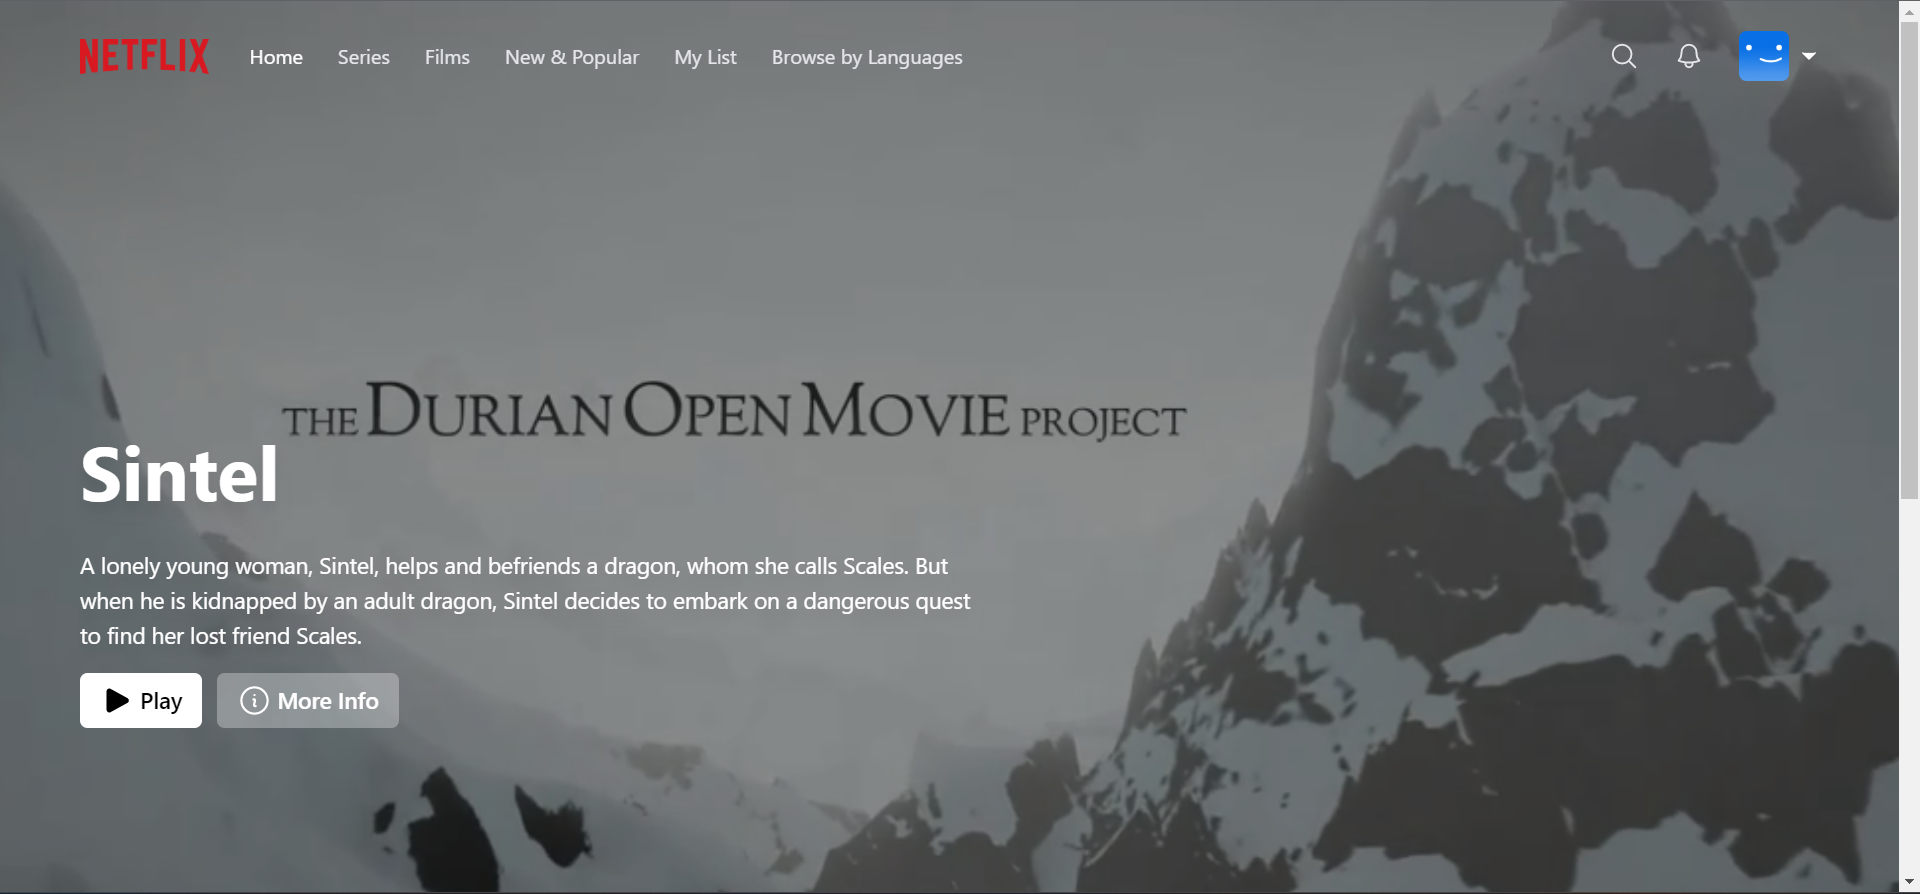 NETFLIX Home Series Films New & Popular My List Browse by Languages
THE DURIAN OPEN MOVIE PROJECT
Sintel
A lonely young woman, Sintel, helps and befriends a dragon, whom she calls Scales. But
when he is kidnapped by an adult dragon, Sintel decides to embark on a dangerous quest
to find her lost friend Scales.
Play More Info